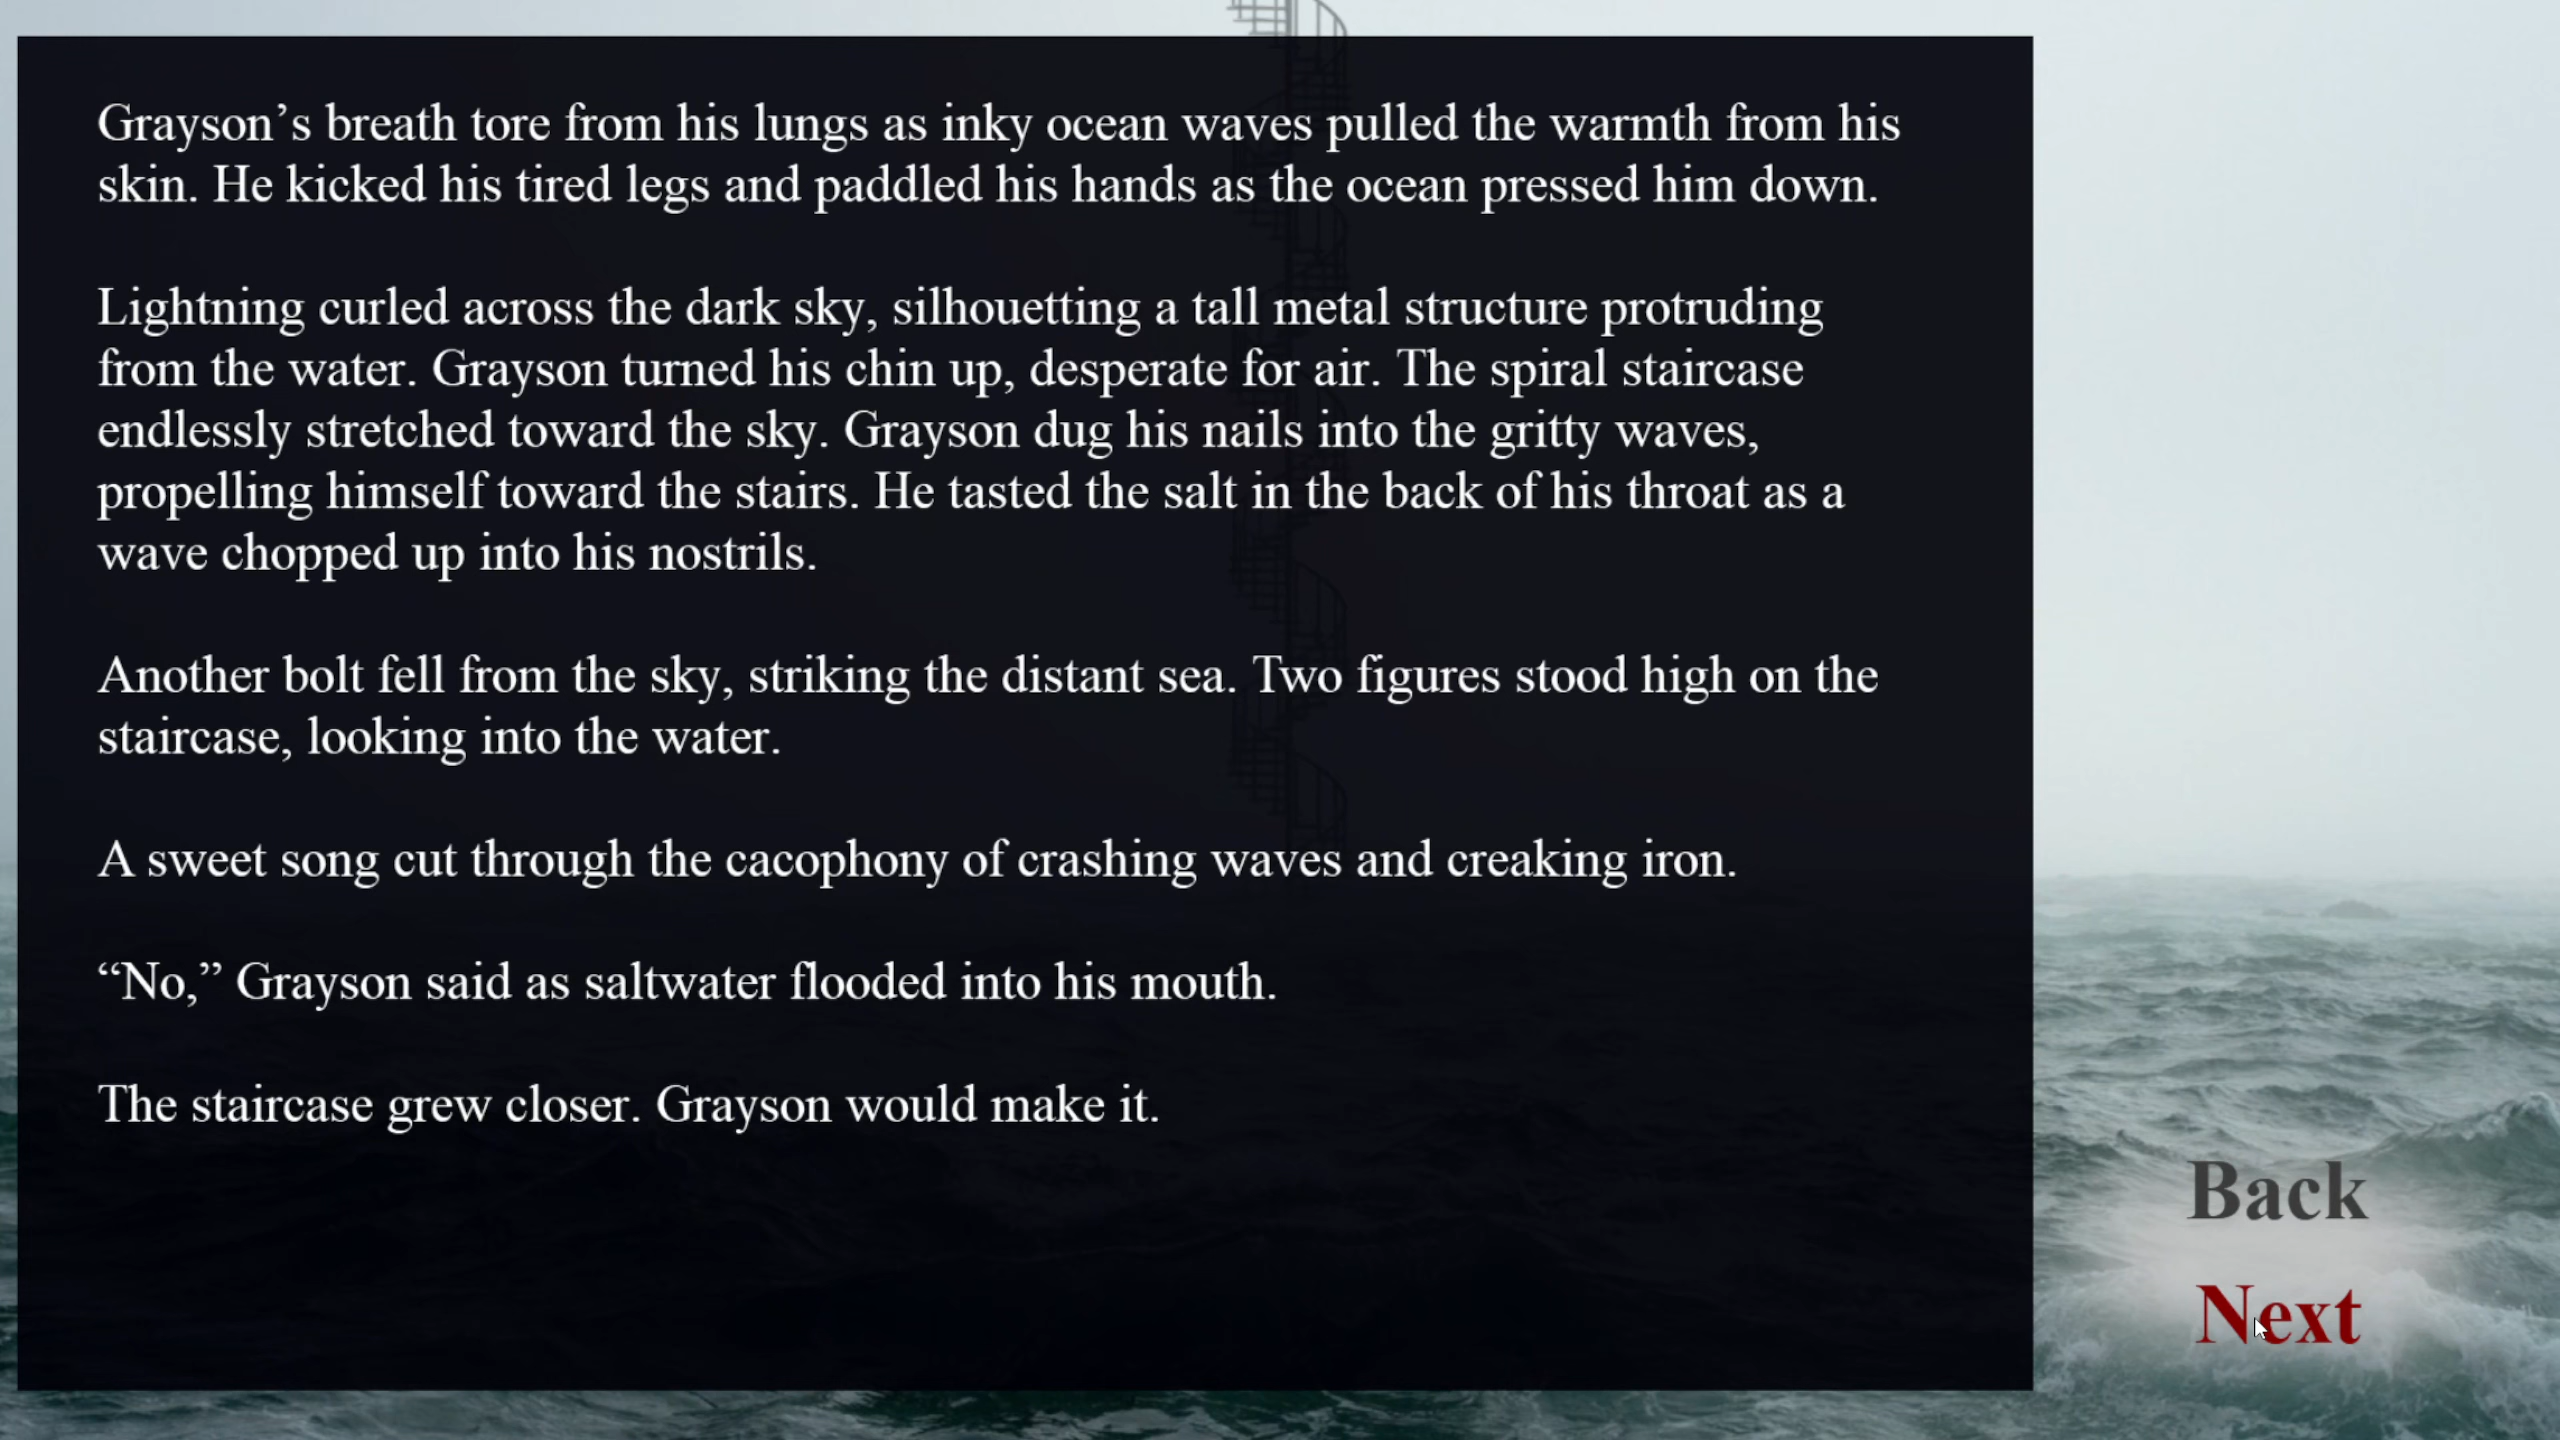 Grayson’s breath tore from his lungs as inky ocean waves pulled the warmth from his
skin. He kicked his tired legs and paddled his hands as the ocean pressed him down.
Lightning curled across the dark sky, silhouetting a tall metal structure protruding
from the water. Grayson turned his chin up, desperate for air. The spiral staircase
endlessly stretched toward the sky. Grayson dug his nails into the gritty waves,
propelling himself toward the stairs. He tasted the salt in the back of his throat as a
wave chopped up into his nostrils.
Another bolt fell from the sky, striking the distant sea. Two figures stood high on the
staircase, looking into the water.
A sweet song cut through the cacophony of crashing waves and creaking iron.
“No,” Grayson said as saltwater flooded into his mouth.
The staircase grew closer. Grayson would make it.
Back
Next